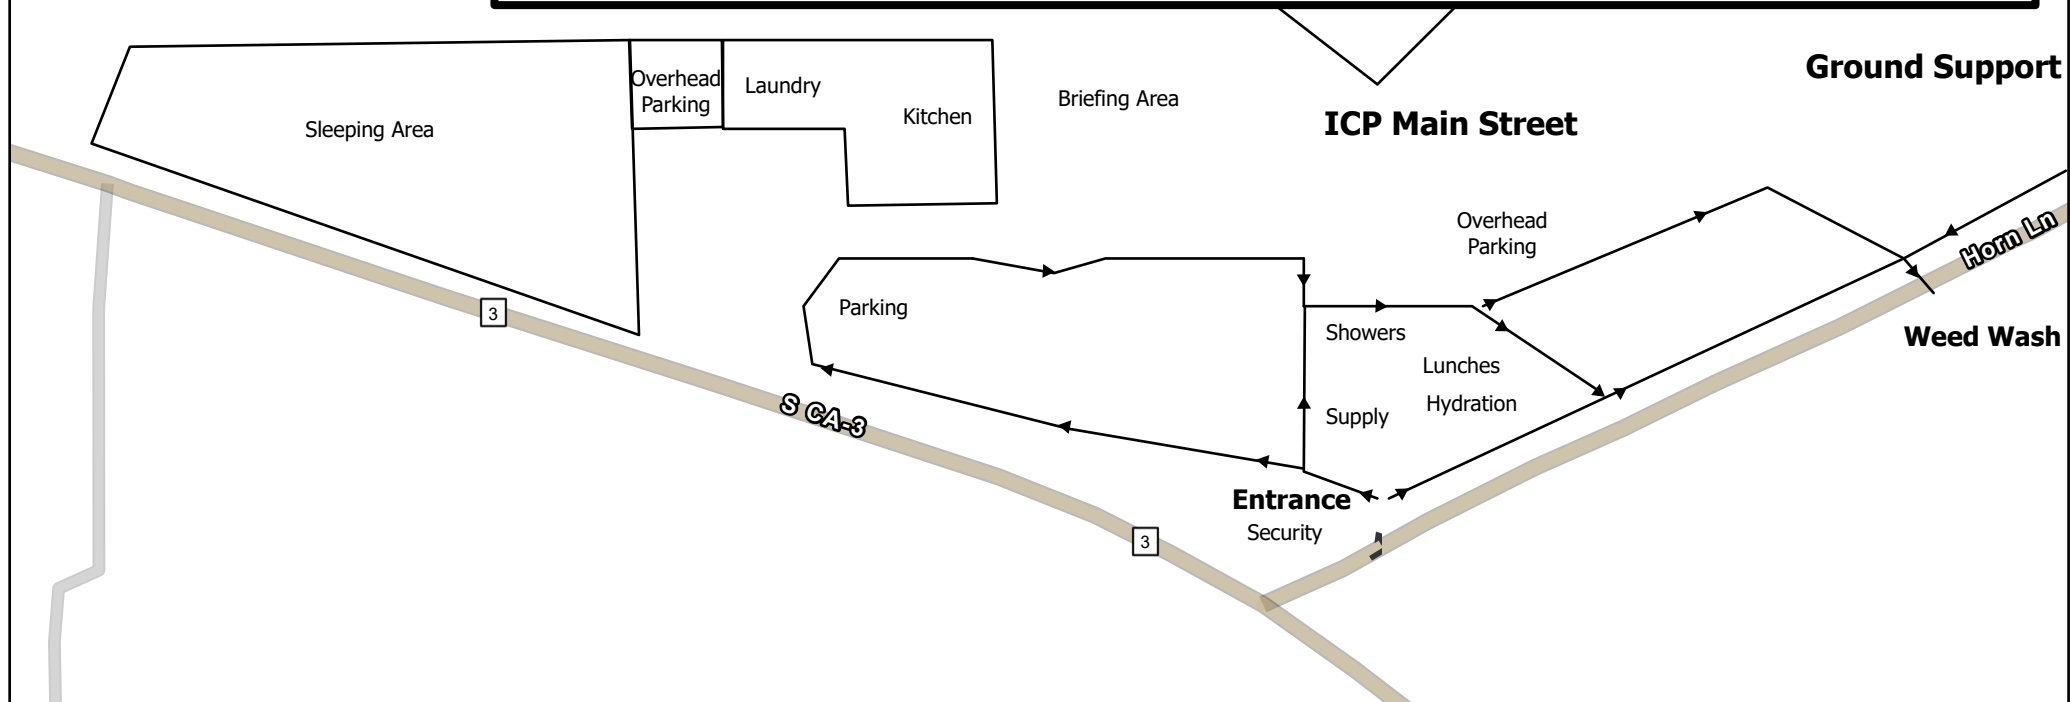 Ground Support
Overhead
Parking
Laundry
Kitchen
Briefing Area
ICP Main Street
Sleeping Area
Overhead
Parking
Horn Ln
3
Parking
Showers
Weed Wash
Lunches
Hydration
S CA-3
Supply
Entrance
Security
3